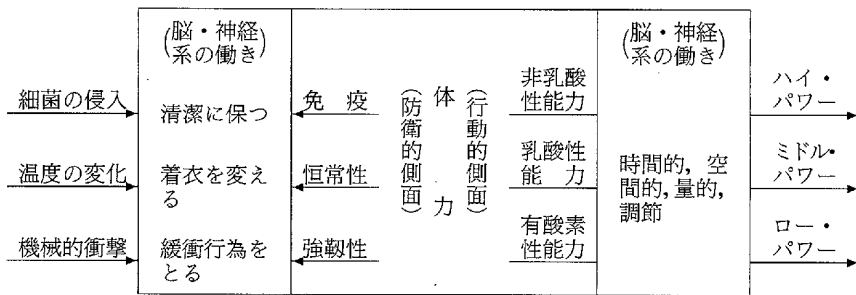 細菌の侵入
温度の変化
機械的衝撃
(脳・神経
系の働き)
清潔に保つ
着衣を変え
る
緩衝行為を
とる
免　疫
恒常性
強靱性
(防衛的側面)
体力
(行動的側面)
非乳酸
性能力
乳酸性
能　力
有酸素
性能力
(脳・神経
系の働き)
時間的，空
間的，量的，
調節
ハイ・
パワー
ミドル・
パワー
ロー・
パワー